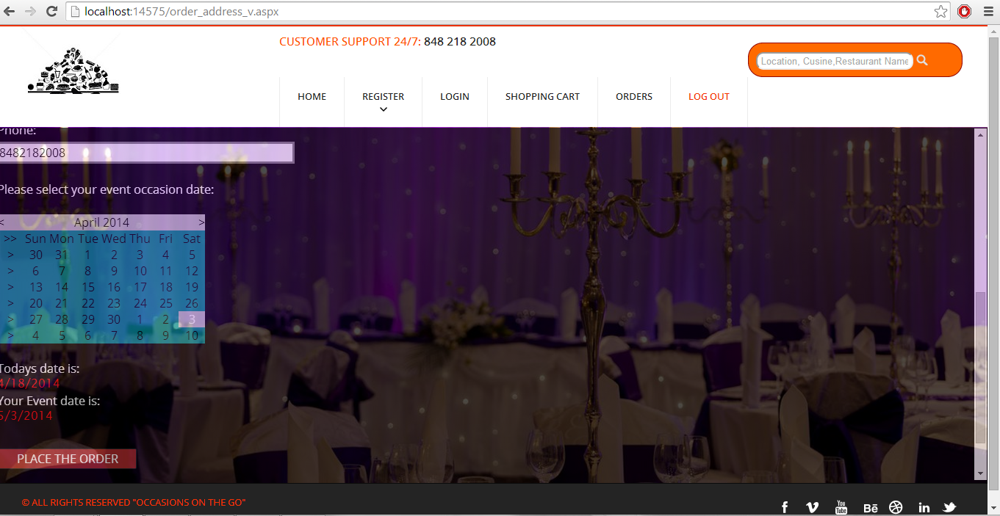 localhost:14575/order_address_v.aspx
CUSTOMER SUPPORT 24/7: 848 218 2008
Location, Cusine,Restaurant Name
HOME REGISTER LOGIN SHOPPING CART ORDERS LOG OUT
Phone:
8482182008
Please select your event occasion date:
< April 2014 >
>> Sun Mon Tue Wed Thu Fri Sat
> 30 31 1 2 3 4 5
> 6 7 8 9 10 11 12
> 13 14 15 16 17 18 19
> 20 21 22 23 24 25 26
> 27 28 29 30 1 2 3
> 4 5 6 7 8 9 10
Todays date is:
4/18/2014
Your Event date is:
5/3/2014
PLACE THE ORDER
© ALL RIGHTS RESERVED "OCCASIONS ON THE GO"
f You Tube Bē in